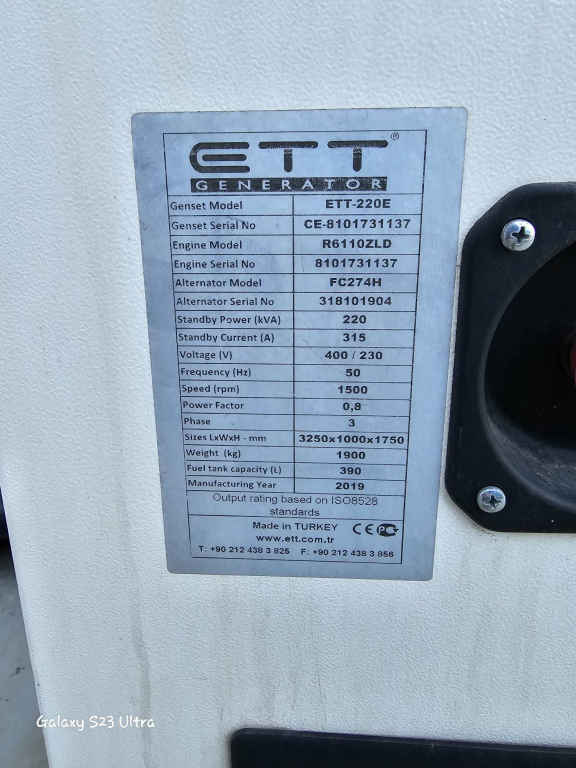 ETT®
GENERATOR
Genset Model ETT-220E
Genset Serial No CE-8101731137
Engine Model R6110ZLD
Engine Serial No 8101731137
Alternator Model FC274H
Alternator Serial No 318101904
Standby Power (kVA) 220
Standby Current (A) 315
Voltage (V) 400 / 230
Frequency (Hz) 50
Speed (rpm) 1500
Power Factor 0,8
Phase 3
Sizes LxWxH - mm 3250x1000x1750
Weight (kg) 1900
Fuel tank capacity (L) 390
Manufacturing Year 2019
Output rating based on ISO8528
standards
Made in TURKEY CE PC
www.ett.com.tr
T: +90 212 438 3 825 F: +90 212 438 3 856
Galaxy S23 Ultra